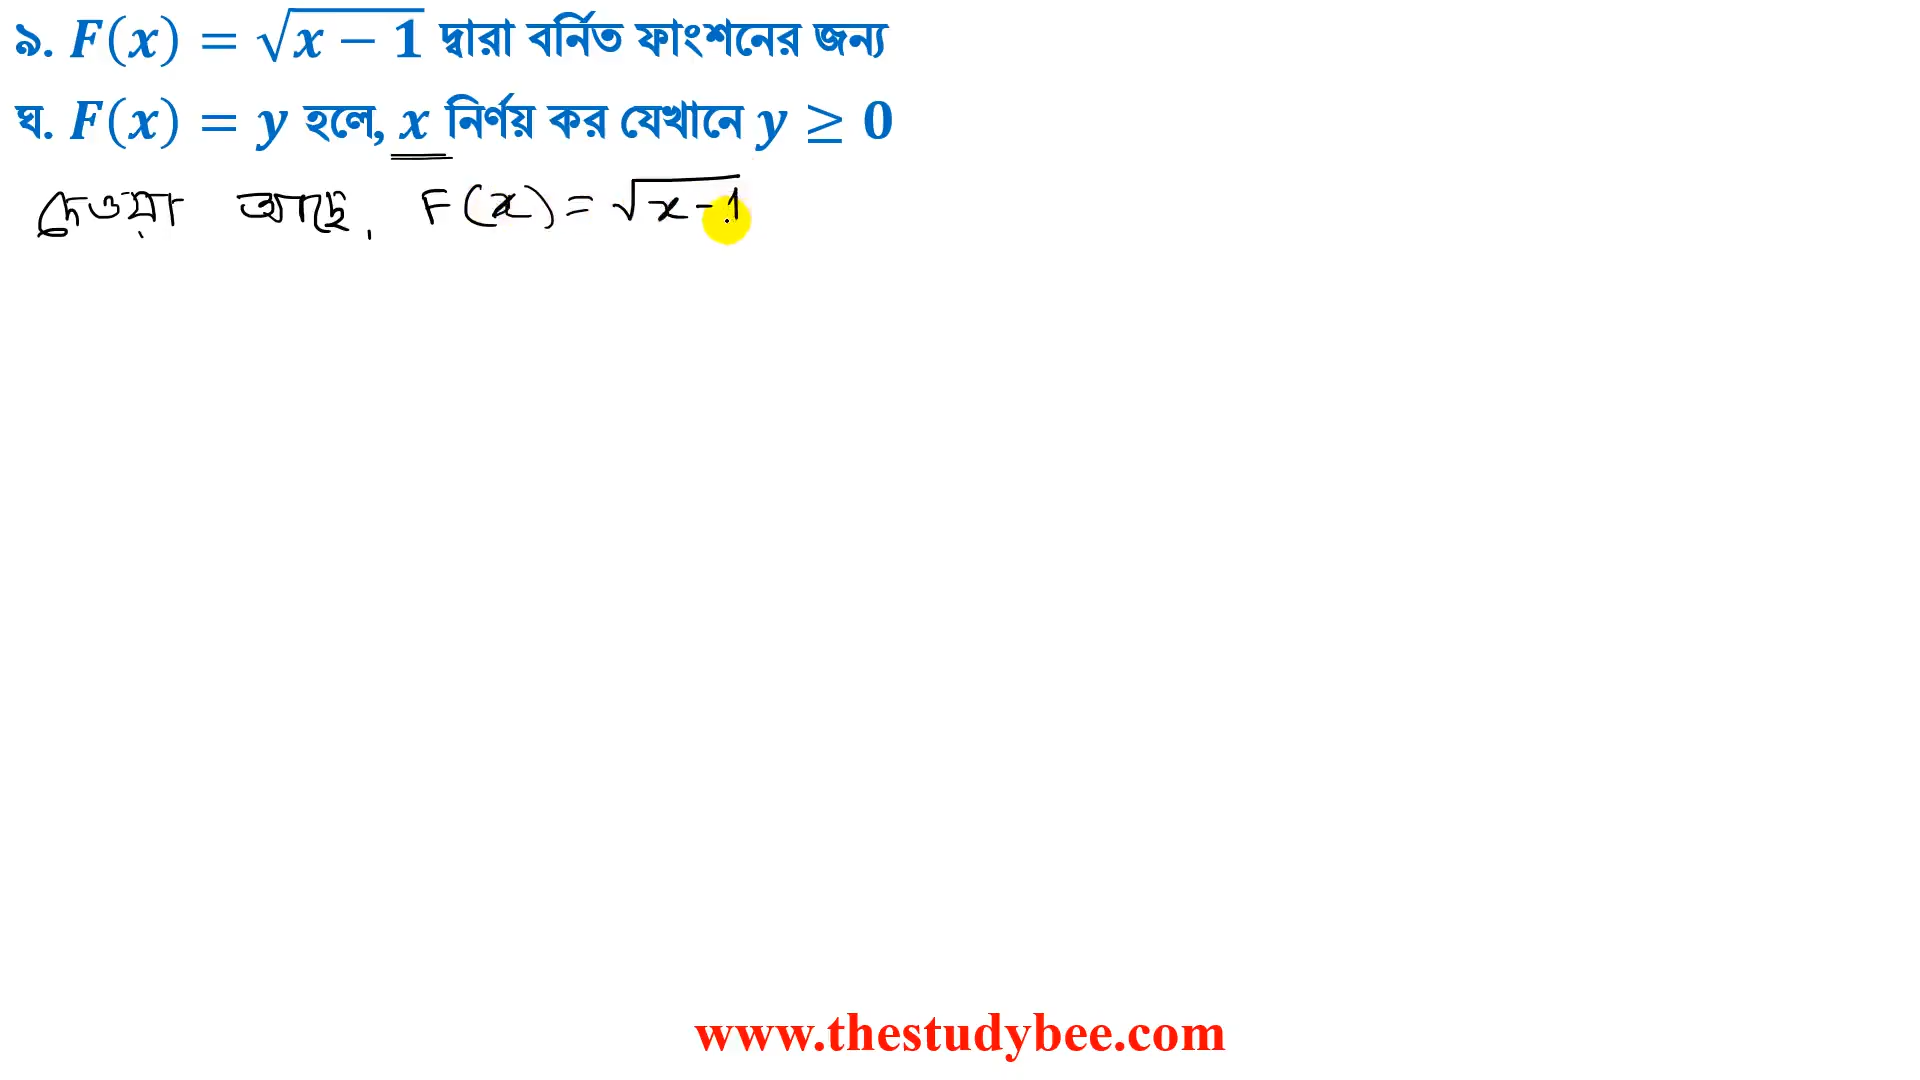 ৯. F(x) = √x − 1 দ্বারা বর্নিত ফাংশনের জন্য
ঘ. F(x) = y হলে, x নির্ণয় কর যেখানে y ≥ 0
দেওয়া আছে, F(x) = √x-1
www.thestudybee.com